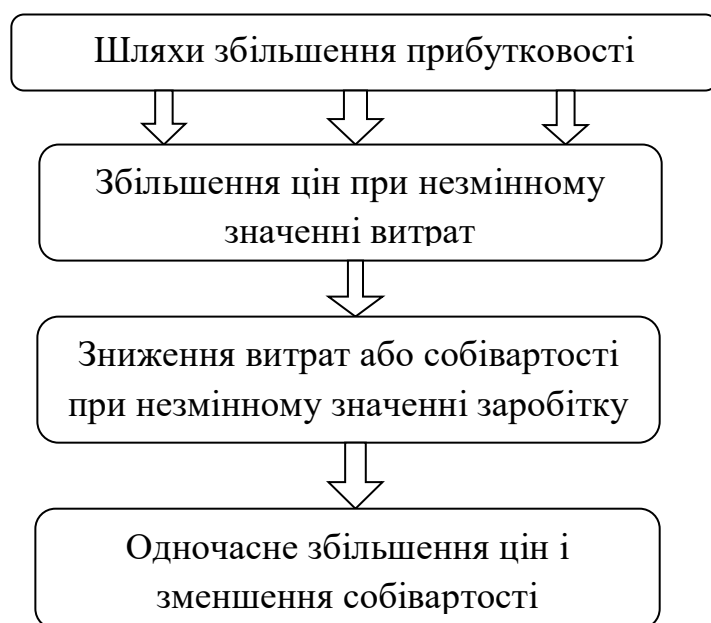 Шляхи збільшення прибутковості
Збільшення цін при незмінному
значенні витрат
Зниження витрат або собівартості
при незмінному значенні заробітку
Одночасне збільшення цін і
зменшення собівартості